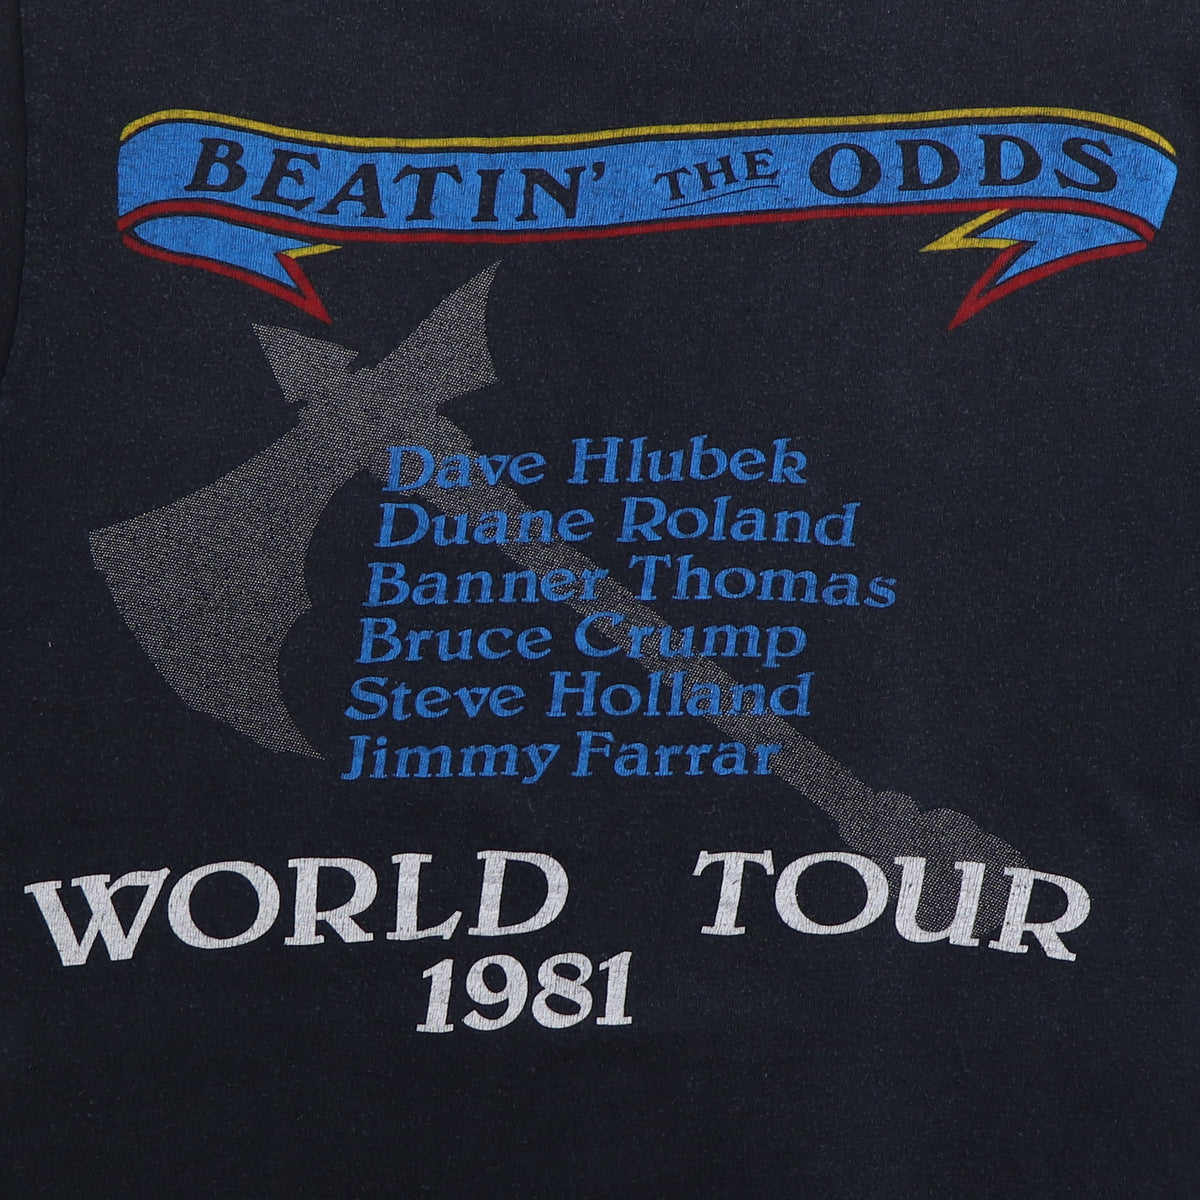 BEATIN' THE ODDS
Dave Hlubek
Duane Roland
Banner Thomas
Bruce Crump
Steve Holland
Jimmy Farrar
WORLD TOUR
1981